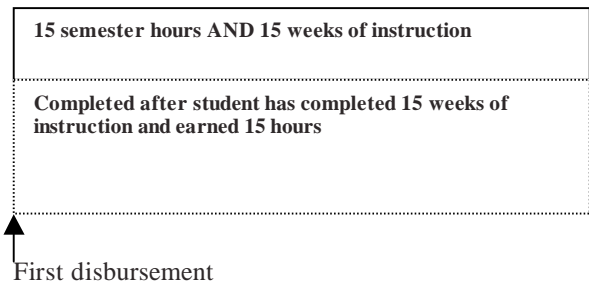 15 semester hours AND 15 weeks of instruction
Completed after student has completed 15 weeks of
instruction and earned 15 hours
First disbursement